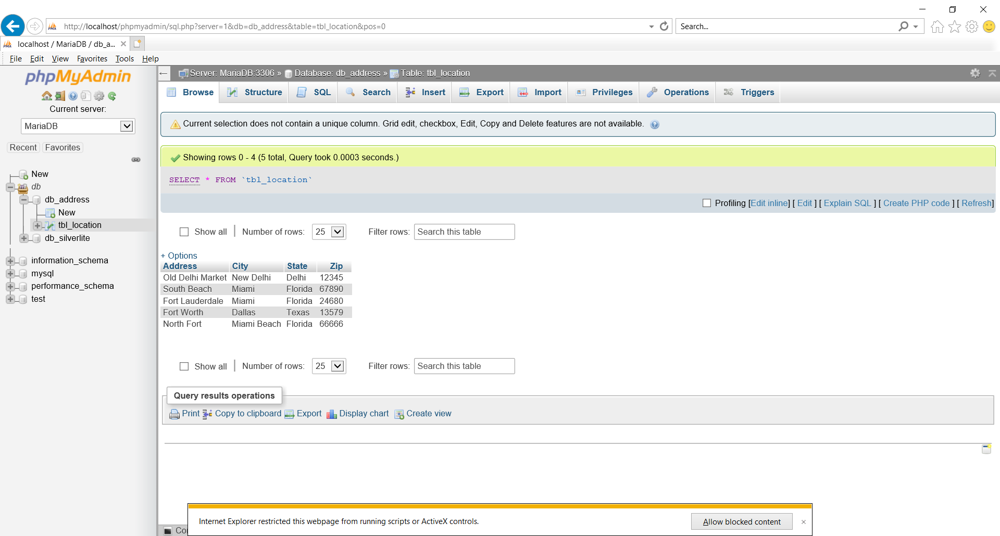 http://localhost/phpmyadmin/sql.php?server=1&db=db_address&table=tbl_location&pos=0
Search...
localhost / MariaDB / db_a...
File Edit View Favorites Tools Help
phpMyAdmin
Current server:
MariaDB
Recent Favorites
New
db
db_address
New
tbl_location
db_silverlite
information_schema
mysql
performance_schema
test
Server: MariaDB:3306 » Database: db_address » Table: tbl_location
Browse Structure SQL Search Insert Export Import Privileges Operations Triggers
Current selection does not contain a unique column. Grid edit, checkbox, Edit, Copy and Delete features are not available.
Showing rows 0 - 4 (5 total, Query took 0.0003 seconds.)
SELECT * FROM `tbl_location`
Profiling [Edit inline] [ Edit ] [ Explain SQL ] [ Create PHP code ] [ Refresh]
Show all Number of rows: 25 Filter rows: Search this table
+ Options
Address City State Zip
Old Delhi Market New Delhi Delhi 12345
South Beach Miami Florida 67890
Fort Lauderdale Miami Florida 24680
Fort Worth Dallas Texas 13579
North Fort Miami Beach Florida 66666
Show all Number of rows: 25 Filter rows: Search this table
Query results operations
Print Copy to clipboard Export Display chart Create view
Internet Explorer restricted this webpage from running scripts or ActiveX controls.
Allow blocked content